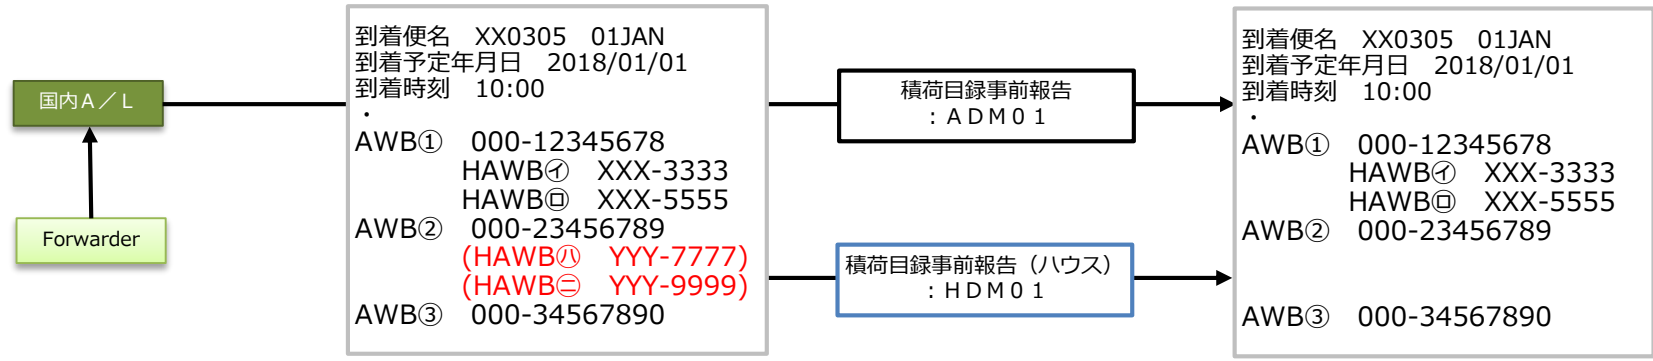 国内A／L
Forwarder
到着便名　XX0305　01JAN
到着予定年月日　2018/01/01
到着時刻　10:00
・
AWB①　000-12345678
HAWB㋑　XXX-3333
HAWB㋺　XXX-5555
AWB②　000-23456789
(HAWB㋩　YYY-7777)
(HAWB㋥　YYY-9999)
AWB③　000-34567890
積荷目録事前報告
：ＡＤＭ０１
積荷目録事前報告（ハウス）
：ＨＤＭ０１
到着便名　XX0305　01JAN
到着予定年月日　2018/01/01
到着時刻　10:00
・
AWB①　000-12345678
HAWB㋑　XXX-3333
HAWB㋺　XXX-5555
AWB②　000-23456789
AWB③　000-34567890